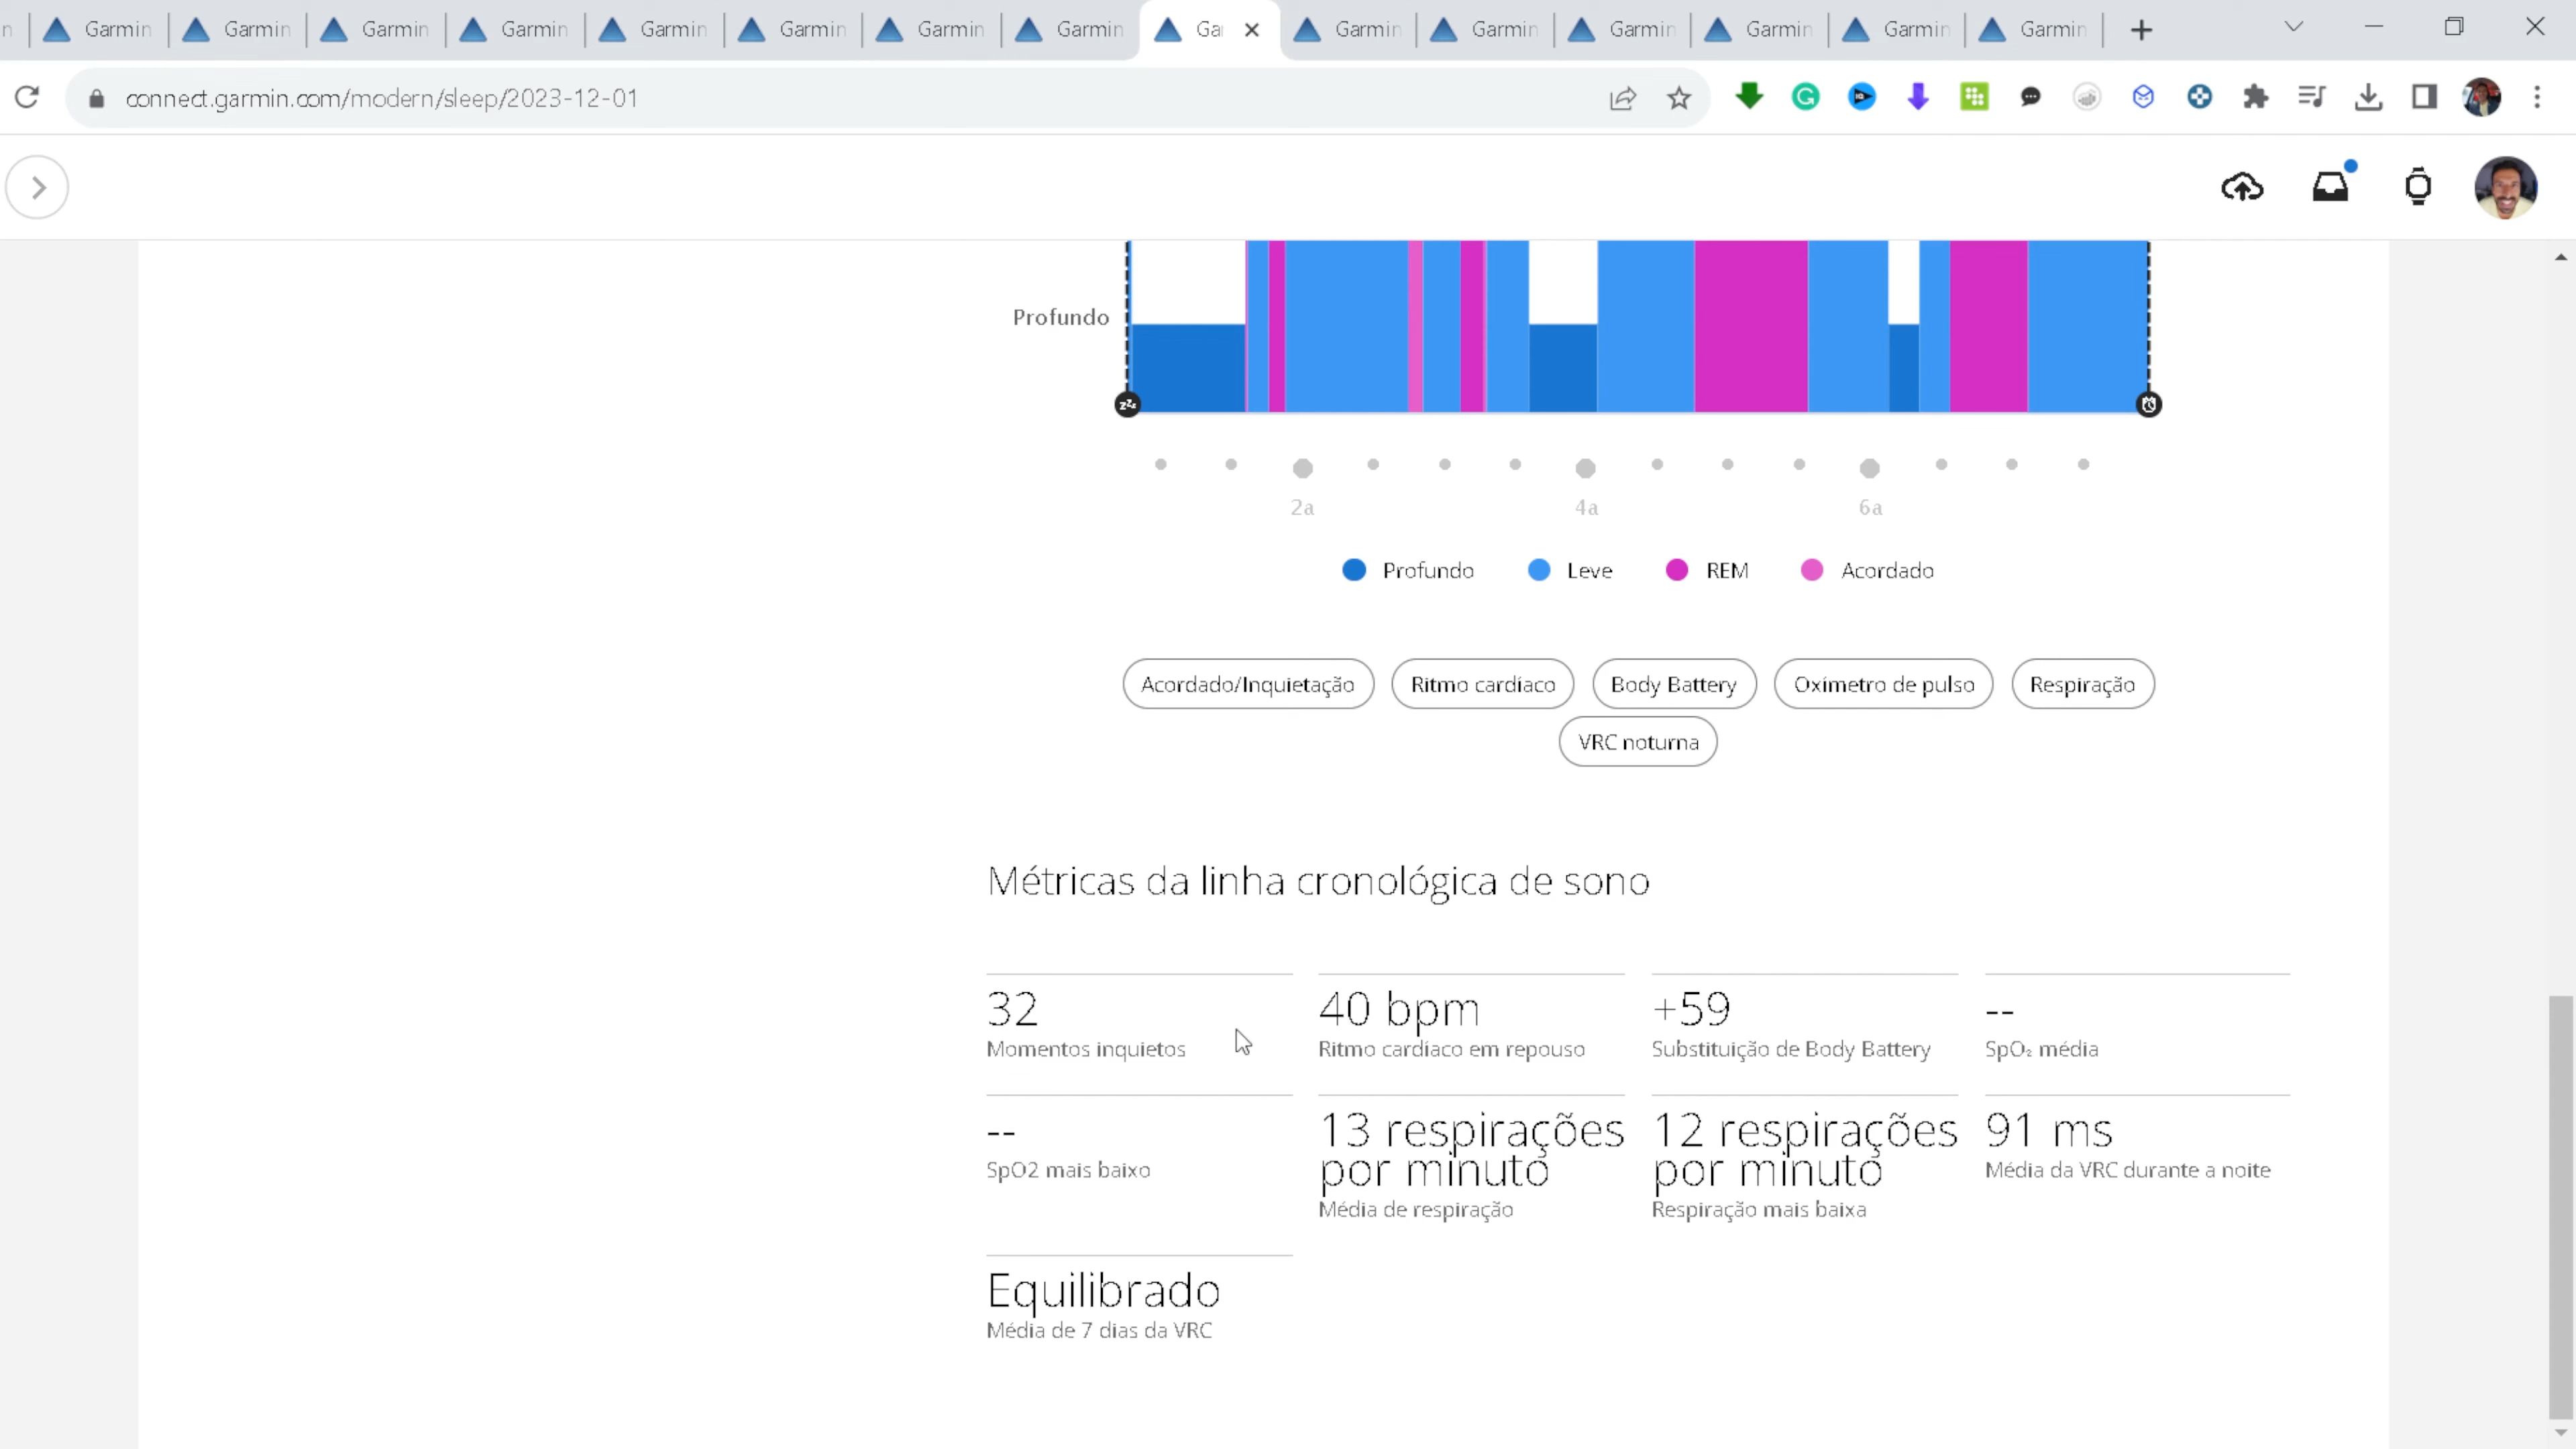 n Garmin Garmin Garmin Garmin Garmin Garmin Garmin Garmin Ga Garmin Garmin Garmin Garmin Garmin Garmin
connect.garmin.com/modern/sleep/2023-12-01
Profundo
2a 4a 6a
Profundo Leve REM Acordado
Acordado/Inquietação Ritmo cardíaco Body Battery Oxímetro de pulso Respiração
VRC noturna
Métricas da linha cronológica de sono
32
Momentos inquietos
40 bpm
Ritmo cardíaco em repouso
+59
Substituição de Body Battery
--
SpO₂ média
--
SpO2 mais baixo
13 respirações
por minuto
Média de respiração
12 respirações
por minuto
Respiração mais baixa
91 ms
Média da VRC durante a noite
Equilibrado
Média de 7 dias da VRC